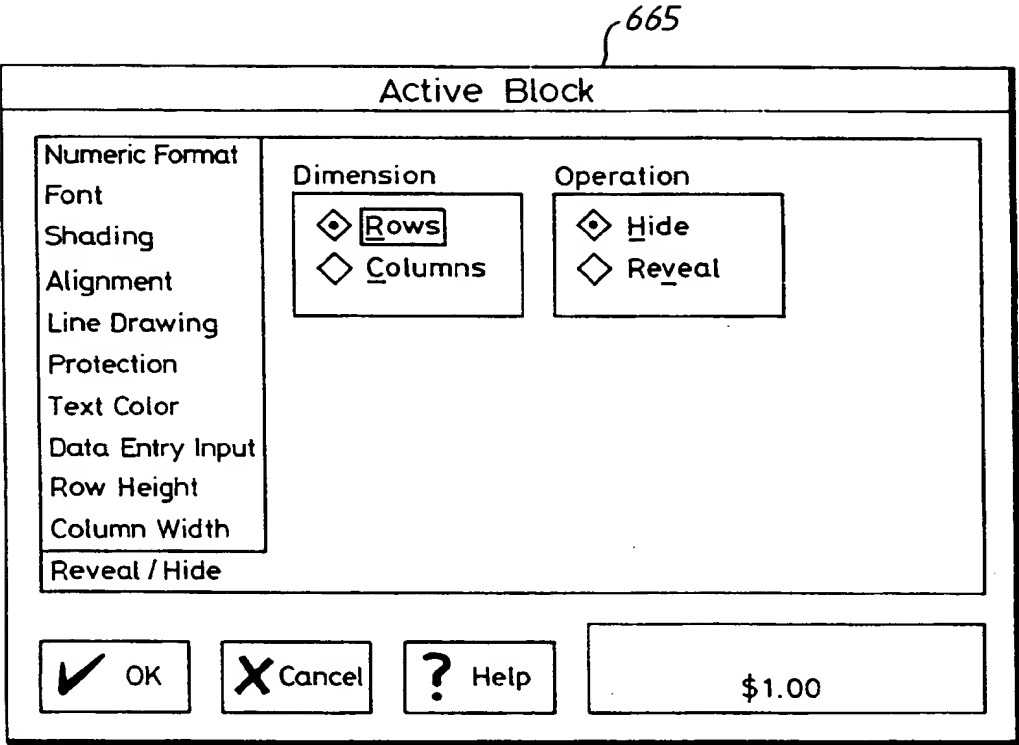 665
Active Block
Numeric Format
Font
Shading
Alignment
Line Drawing
Protection
Text Color
Data Entry Input
Row Height
Column Width
Reveal / Hide
Dimension
Rows
Columns
Operation
Hide
Reveal
OK
Cancel
? Help
$1.00